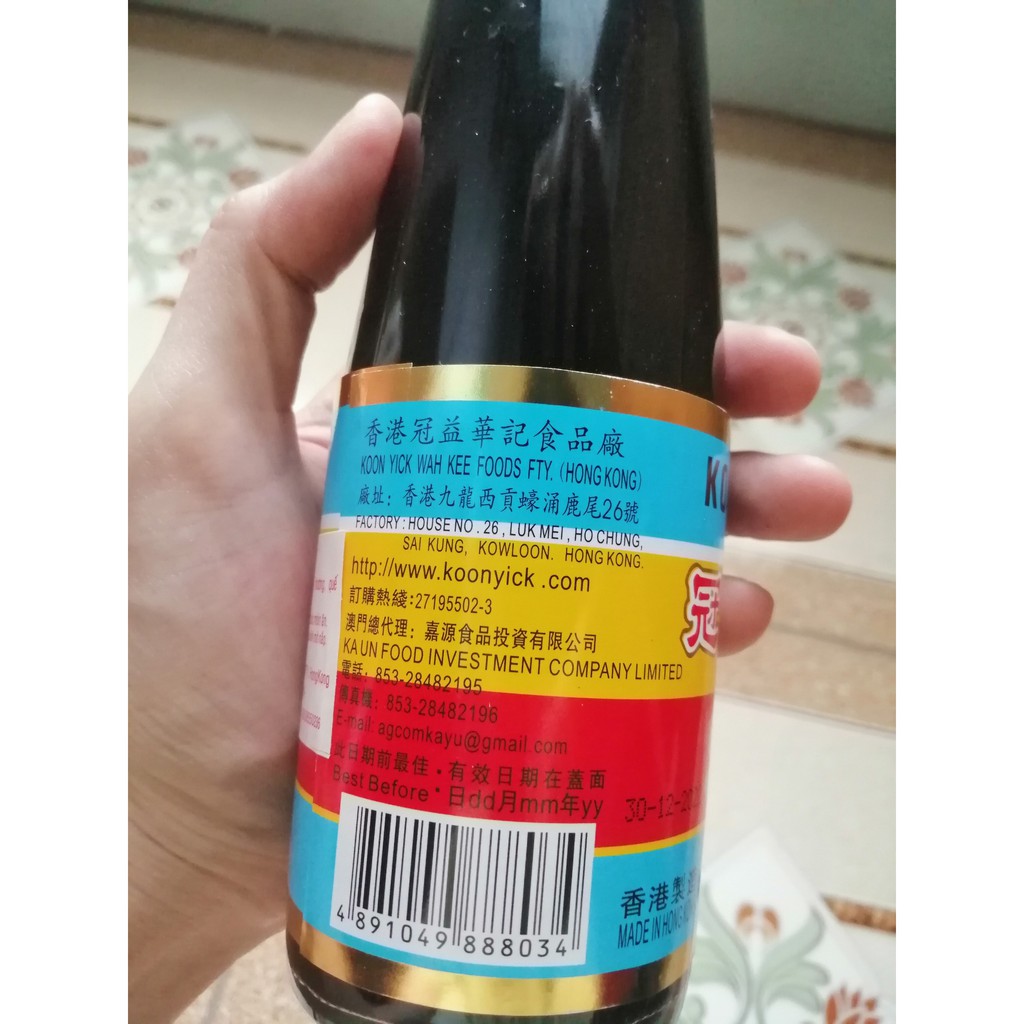 香港冠益華記食品廠
KOON YICK WAH KEE FOODS FTY. (HONG KONG)
廠址: 香港九龍西貢蠔涌鹿尾26號
FACTORY : HOUSE NO . 26 , LUK MEI , HO CHUNG,
SAI KUNG, KOWLOON. HONG KONG.
http://www.koonyick .com
訂購熱綫:27195502-3
澳門總代理: 嘉源食品投資有限公司
KA UN FOOD INVESTMENT COMPANY LIMITED
電話: 853-28482195
傳真機: 853-28482196
E-mail: agcomkayu@gmail.com
此日期前最佳・有效日期在蓋面
Best Before * 日dd月mm年yy
30-12-
4 891049 888034
冠
香港製
MADE IN HONG
quế